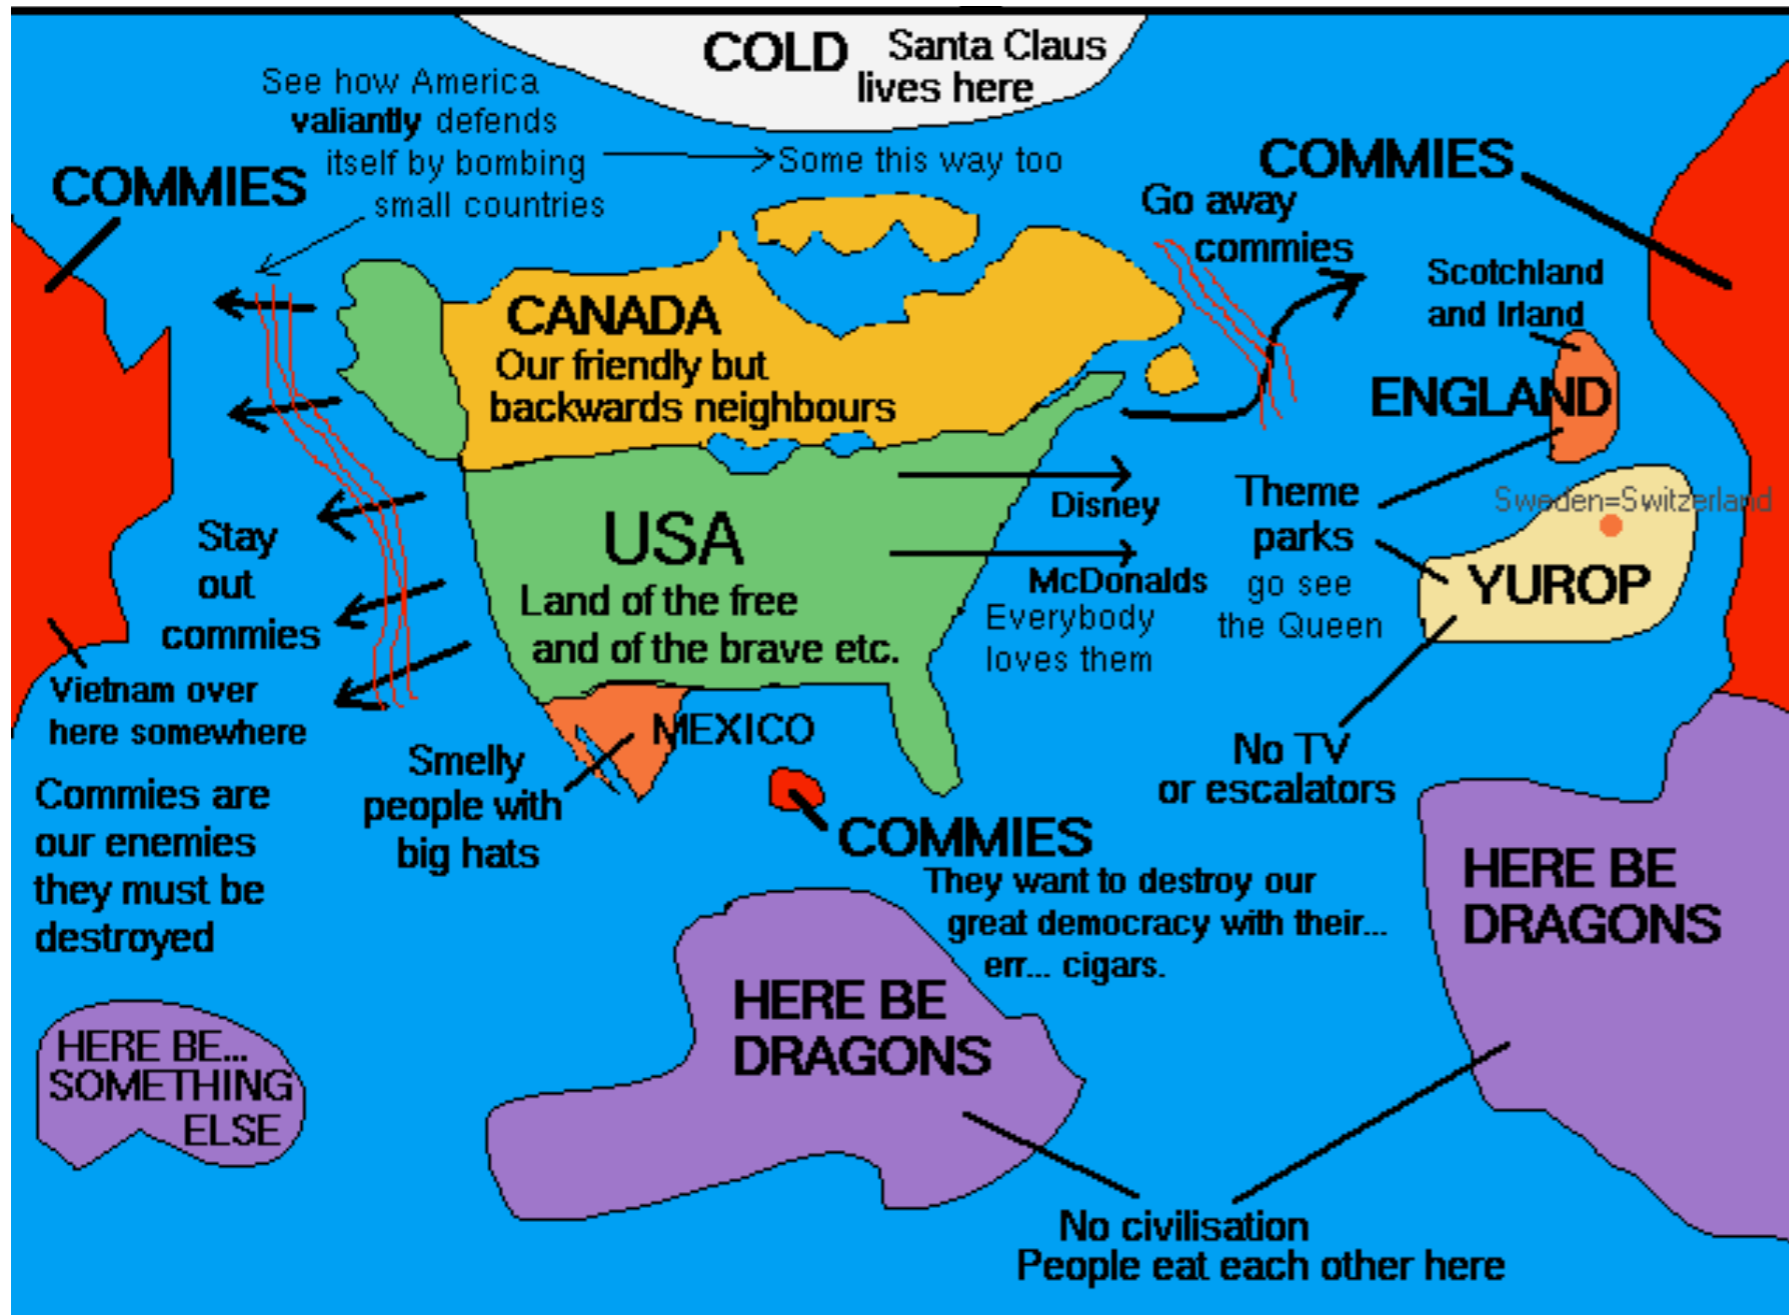 COLD Santa Claus
lives here
See how America
valiantly defends
itself by bombing
small countries
Some this way too
COMMIES
COMMIES
Go away
commies
Scotchland
and Irland
CANADA
Our friendly but
backwards neighbours
ENGLAND
Theme
parks
go see
the Queen
Sweden=Switzerland
YUROP
Disney
McDonalds
Everybody
loves them
USA
Land of the free
and of the brave etc.
Stay
out
commies
Vietnam over
here somewhere
Commies are
our enemies
they must be
destroyed
MEXICO
Smelly
people with
big hats
No TV
or escalators
COMMIES
They want to destroy our
great democracy with their...
err... cigars.
HERE BE
DRAGONS
HERE BE
DRAGONS
HERE BE...
SOMETHING
ELSE
No civilisation
People eat each other here